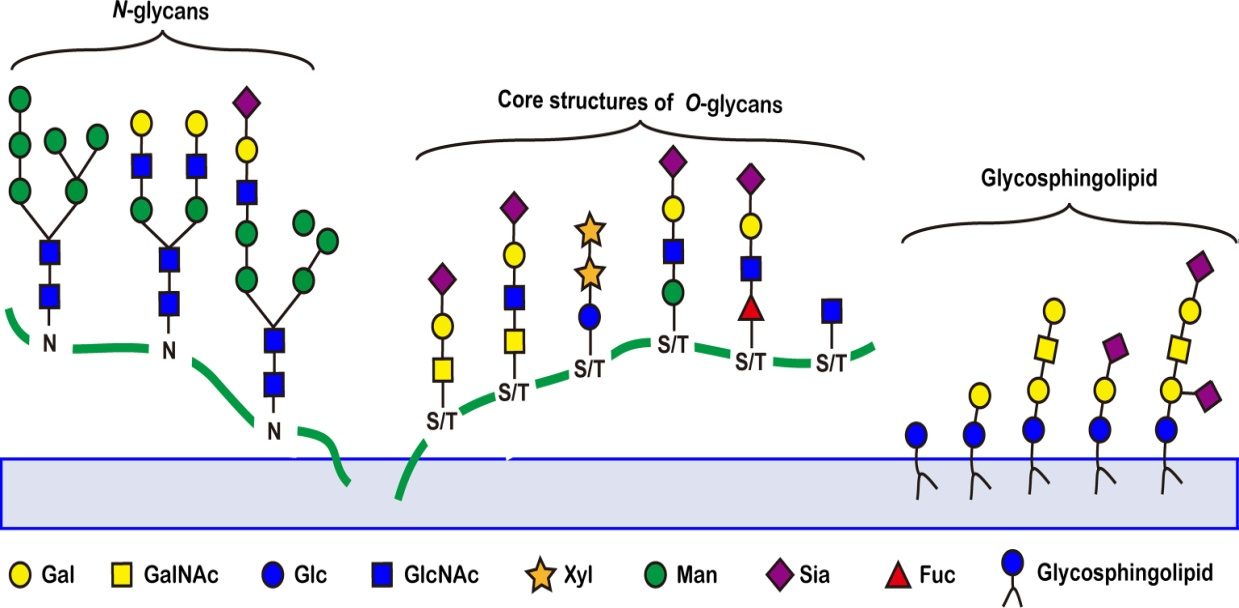 N-glycans
Core structures of O-glycans
Glycosphingolipid
N
N
N
S/T
S/T
S/T
S/T
S/T
S/T
Gal
GalNAc
Glc
GlcNAc
Xyl
Man
Sia
Fuc
Glycosphingolipid